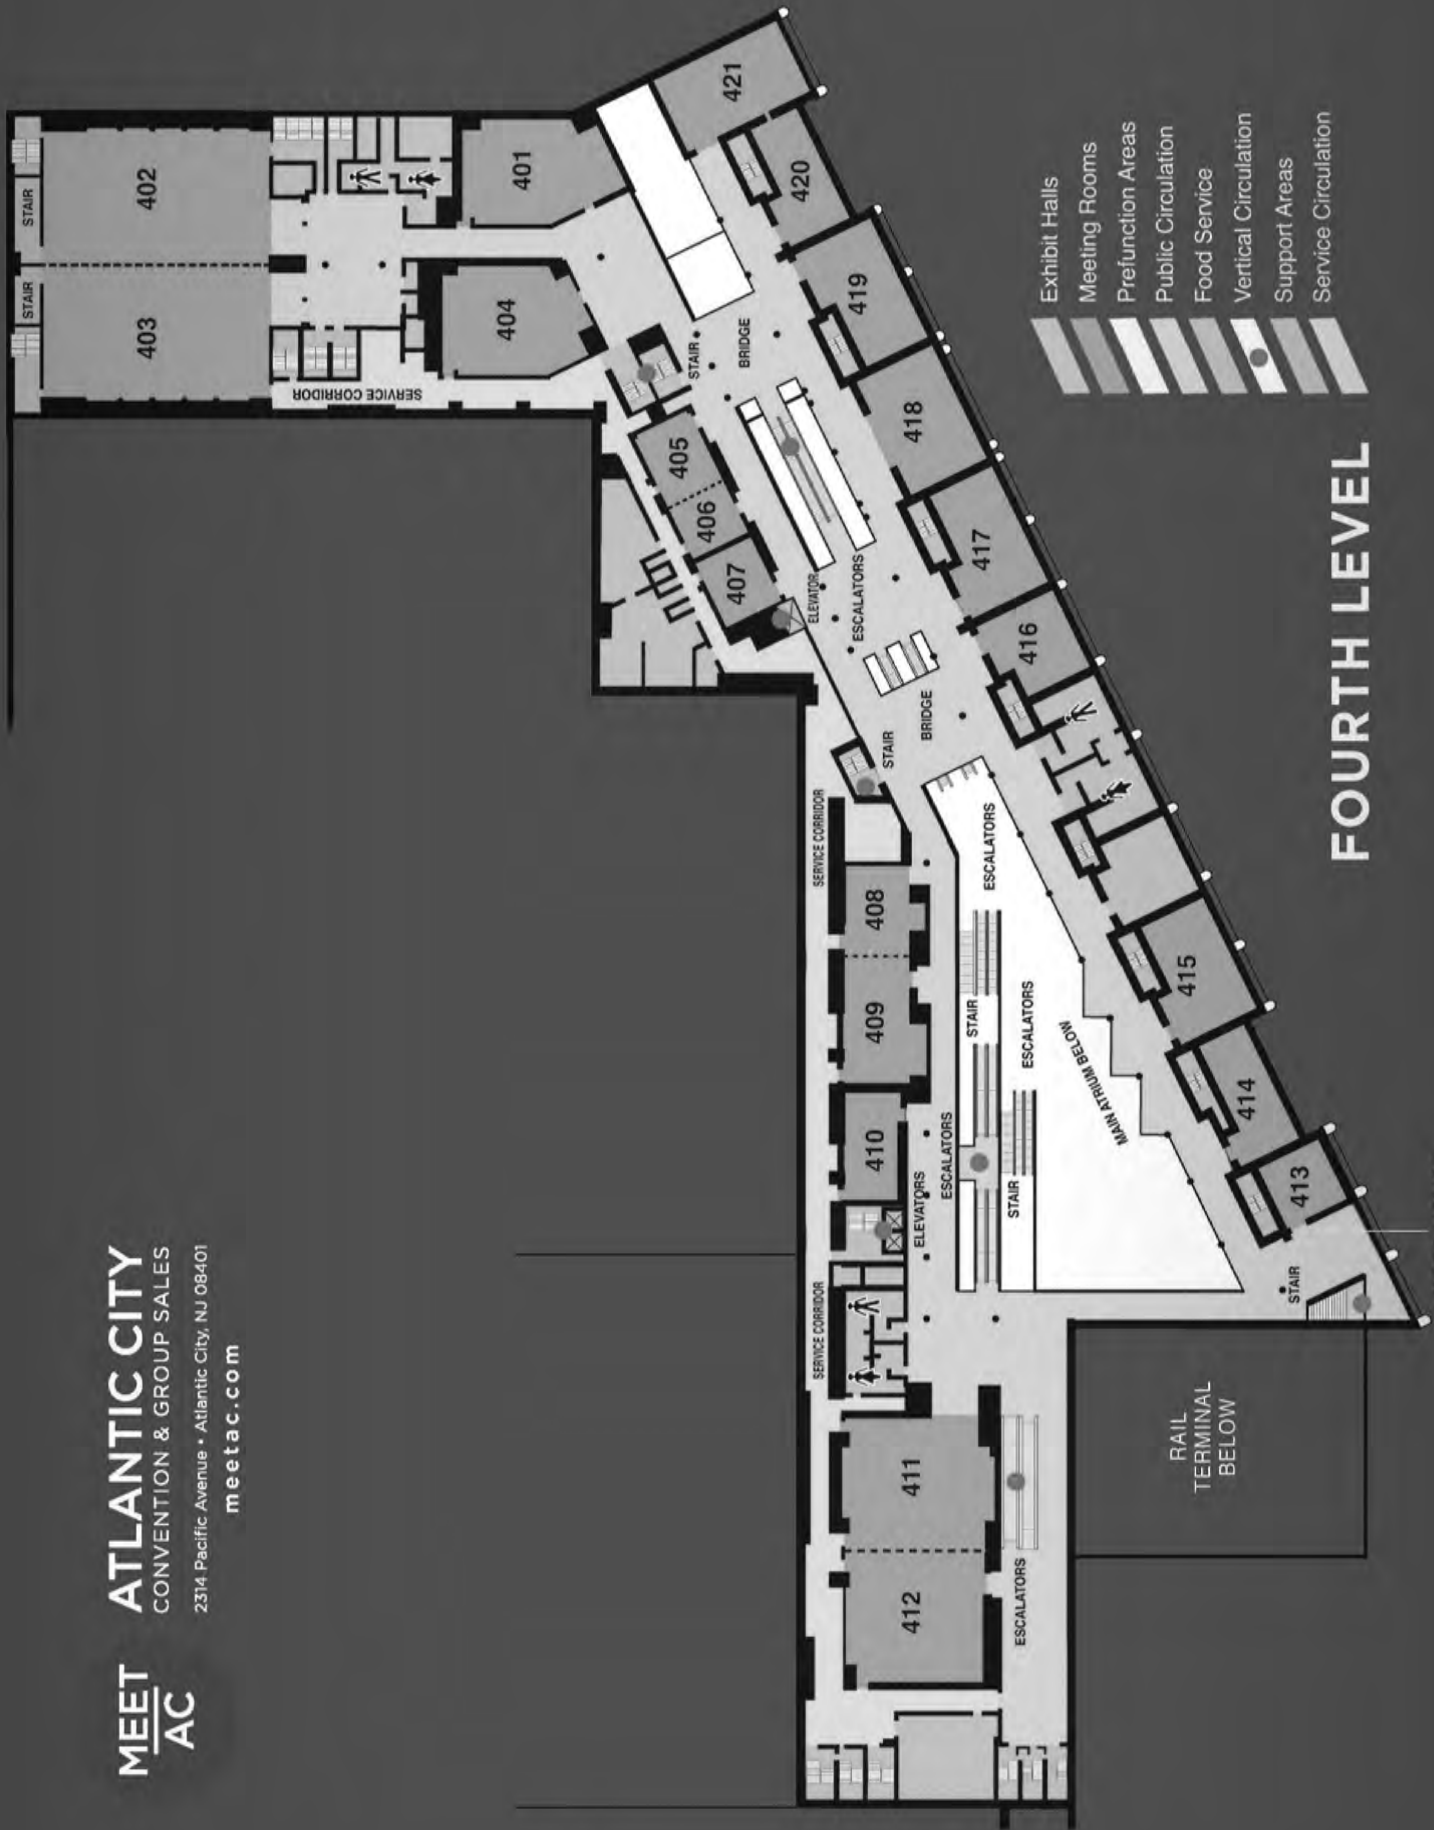 MEET
AC
ATLANTIC CITY
CONVENTION & GROUP SALES
2314 Pacific Avenue • Atlantic City, NJ 08401
meetac.com
STAIR
STAIR
402
403
SERVICE CORRIDOR
401
404
421
420
419
418
417
416
415
414
413
STAIR
BRIDGE
405
406
407
ELEVATOR
ESCALATORS
BRIDGE
STAIR
SERVICE CORRIDOR
408
409
410
ESCALATORS
STAIR
ESCALATORS
MAIN ATRIUM BELOW
ESCALATORS
ELEVATORS
STAIR
STAIR
SERVICE CORRIDOR
411
412
ESCALATORS
RAIL
TERMINAL
BELOW
Exhibit Halls
Meeting Rooms
Prefunction Areas
Public Circulation
Food Service
Vertical Circulation
Support Areas
Service Circulation
FOURTH LEVEL